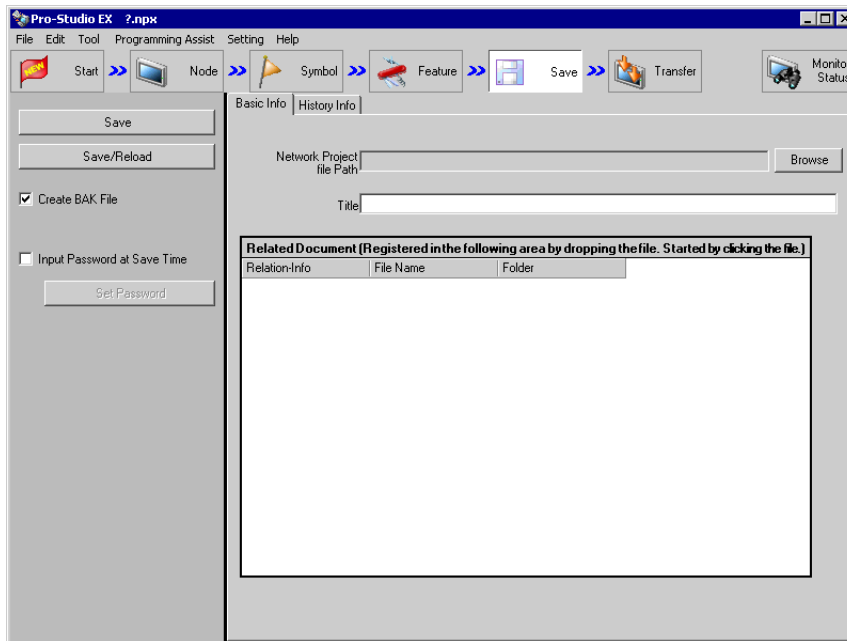 Pro-Studio EX ?.npx
File Edit Tool Programming Assist Setting Help
NEW Start Node Symbol Feature Save Transfer Monito
Status
Basic Info History Info
Save
Save/Reload
Create BAK File
Input Password at Save Time
Set Password
Network Project
file Path
Browse
Title
Related Document (Registered in the following area by dropping the file. Started by clicking the file.)
Relation-Info File Name Folder